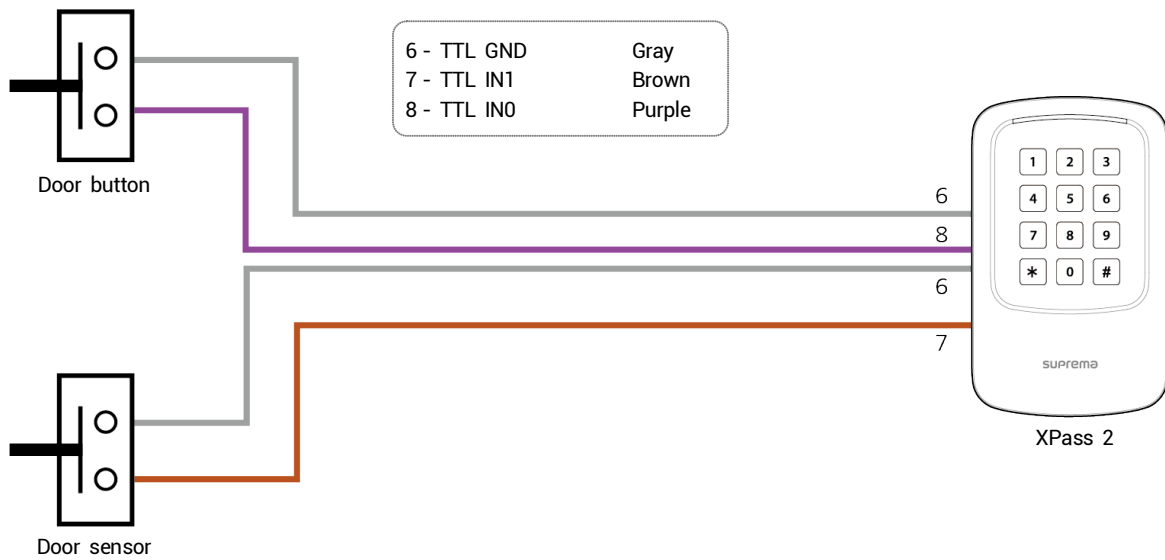 6 - TTL GND Gray
7 - TTL IN1 Brown
8 - TTL IN0 Purple
Door button
6
8
6
7
1 2 3
4 5 6
7 8 9
* 0 #
suprema
XPass 2
Door sensor